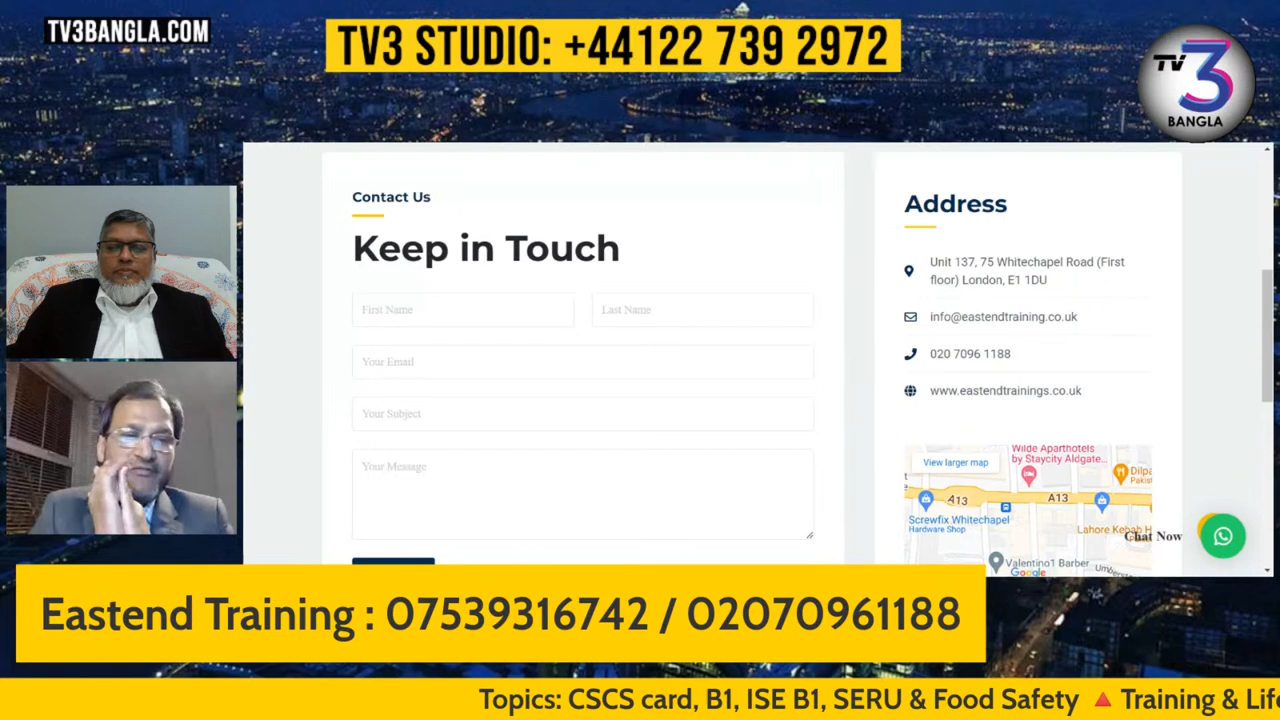 TV3BANGLA.COM
TV3 STUDIO: +44122 739 2972
TV3
BANGLA
Contact Us
Keep in Touch
First Name
Last Name
Your Email
Your Subject
Your Message
Address
Unit 137, 75 Whitechapel Road (First
floor) London, E1 1DU
info@eastendtraining.co.uk
020 7096 1188
www.eastendtrainings.co.uk
View larger map
Wilde Aparthotels
by Staycity Aldgate...
Dilpa
Pakist
A13
A13
Screwfix Whitechapel
Hardware Shop
Lahore Kebab H
Chat Now
Valentino1 Barber
Google
Eastend Training : 07539316742 / 02070961188
Topics: CSCS card, B1, ISE B1, SERU & Food Safety 🔺 Training & Life